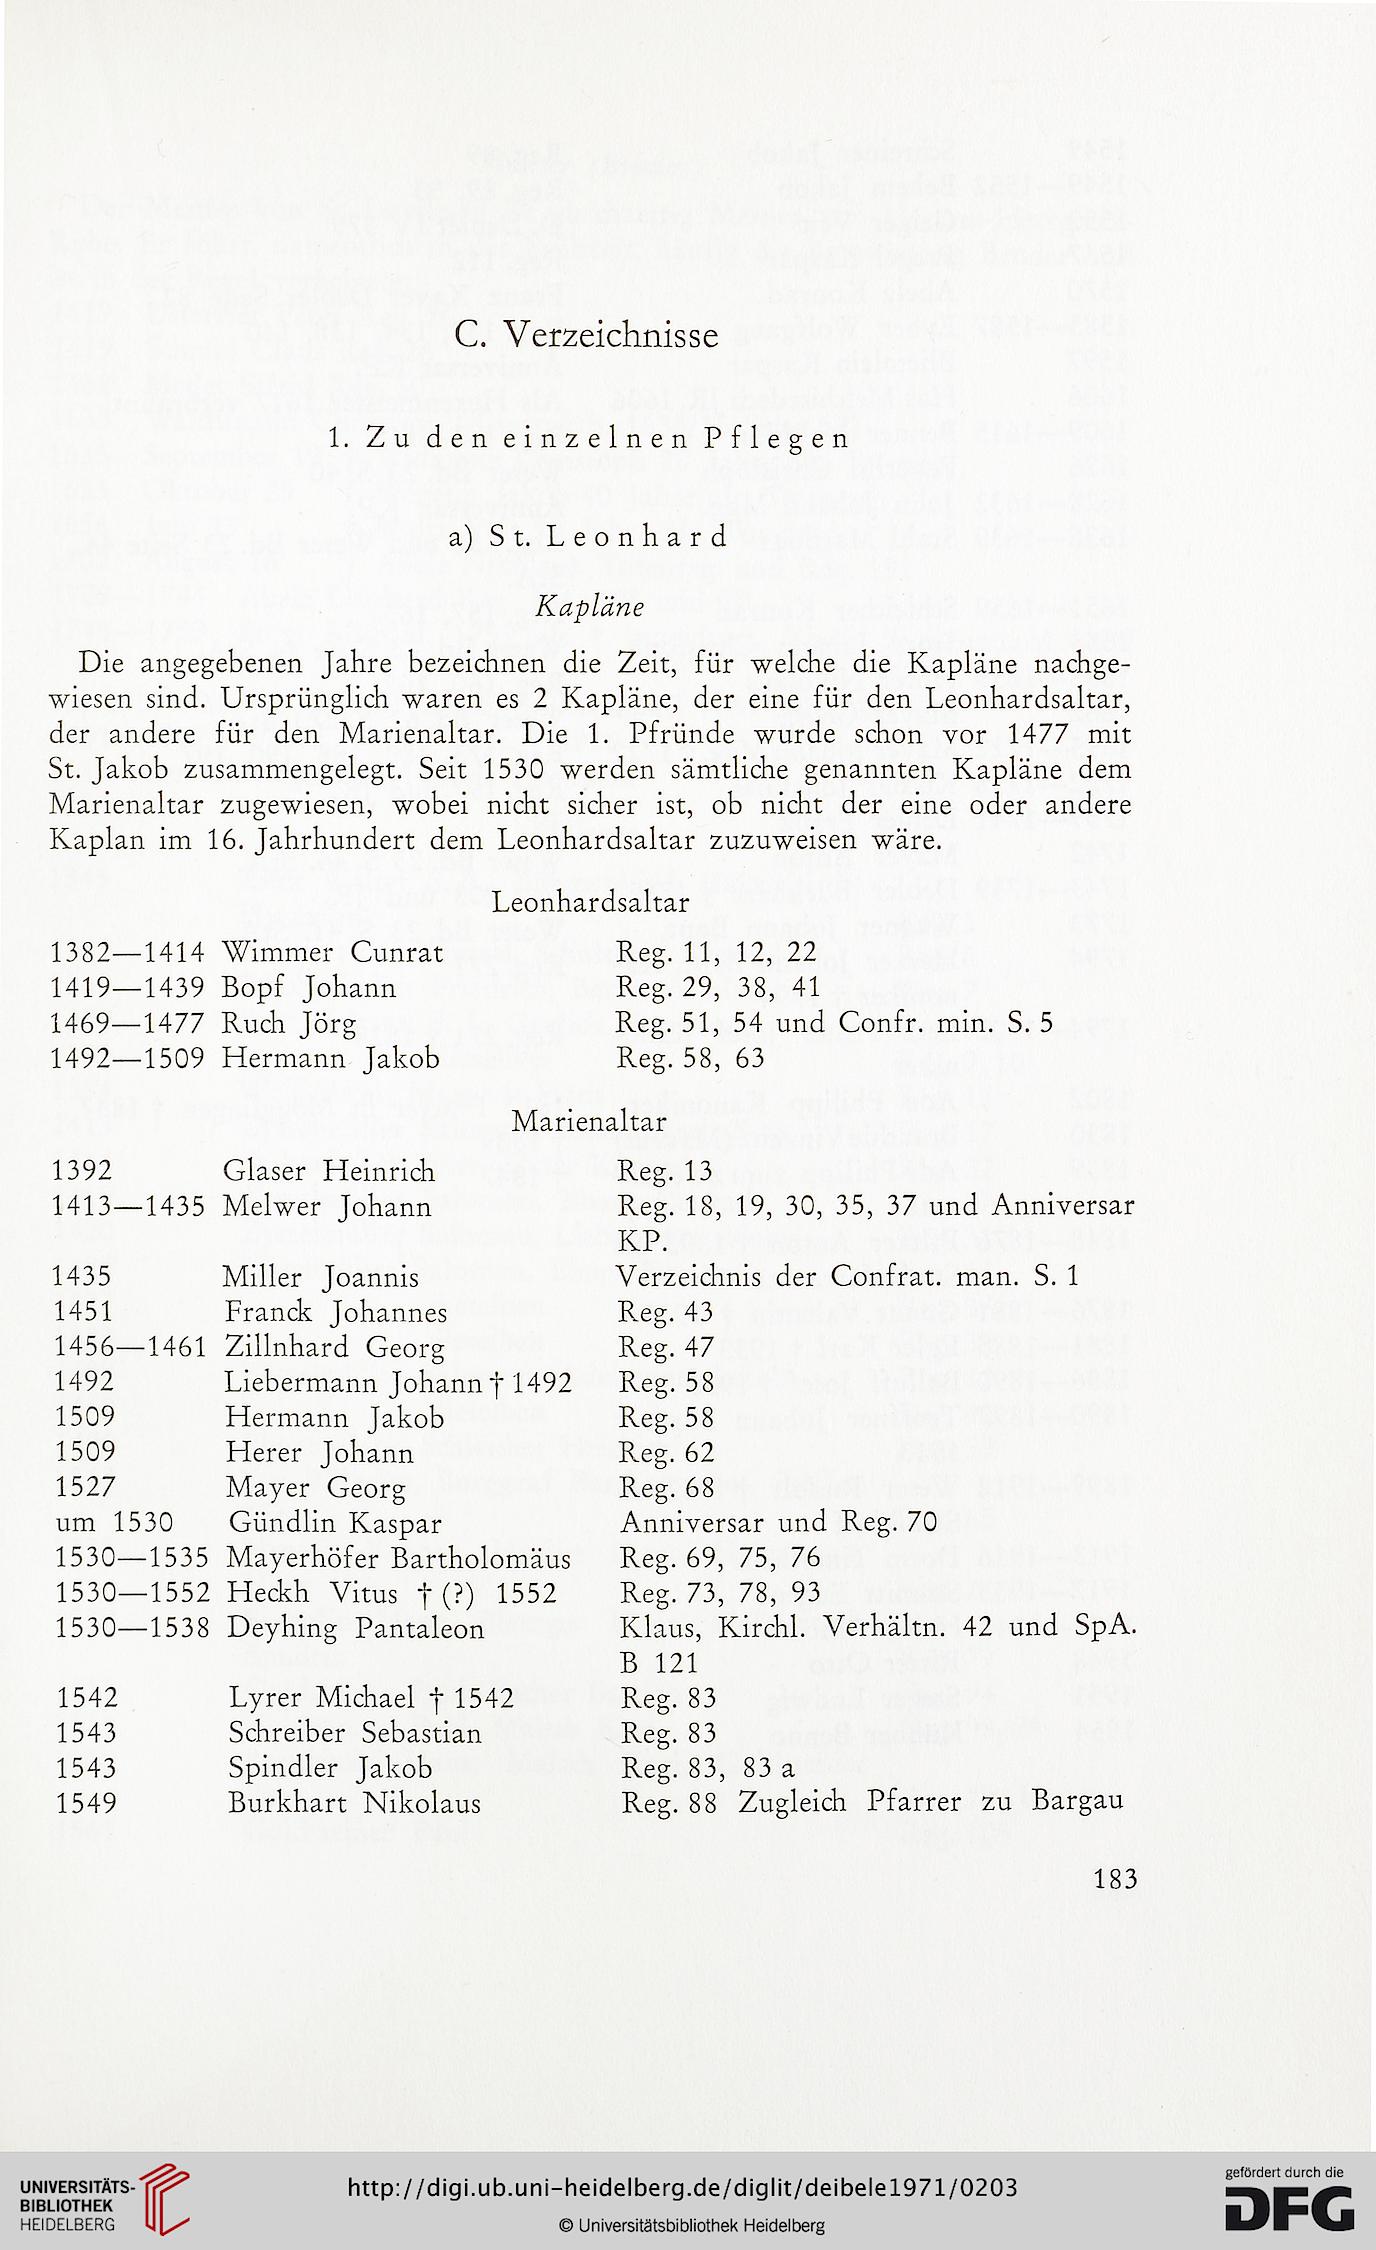 C. Verzeichnisse
1. Zu den einzelnen Pflegen
a) St. Leonhard
Kapläne
Die angegebenen Jahre bezeichnen die Zeit, für welche die Kapläne nachge-
wiesen sind. Ursprünglich waren es 2 Kapläne, der eine für den Leonhardsaltar,
der andere für den Marienaltar. Die 1. Pfründe wurde schon vor 1477 mit
St. Jakob zusammengelegt. Seit 1530 werden sämtliche genannten Kapläne dem
Marienaltar zugewiesen, wobei nicht sicher ist, ob nicht der eine oder andere
Kaplan im 16. Jahrhundert dem Leonhardsaltar zuzuweisen wäre.
Leonhardsaltar
1382—1414 Wimmer Cunrat Reg. 11, 12, 22
1419—1439 Bopf Johann Reg. 29, 38, 41
1469—1477 Ruch Jörg Reg. 51, 54 und Confr. min. S. 5
1492—1509 Hermann Jakob Reg. 58, 63
Marienaltar
1392 Glaser Heinrich Reg. 13
1413—1435 Melwer Johann Reg. 18, 19, 30, 35, 37 und Anniversar
KP.
1435 Miller Joannis Verzeichnis der Confrat. man. S. 1
1451 Franck Johannes Reg. 43
1456—1461 Zillnhard Georg Reg. 47
1492 Liebermann Johann † 1492 Reg. 58
1509 Hermann Jakob Reg. 58
1509 Herer Johann Reg. 62
1527 Mayer Georg Reg. 68
um 1530 Gündlin Kaspar Anniversar und Reg. 70
1530—1535 Mayerhöfer Bartholomäus Reg. 69, 75, 76
1530—1552 Heckh Vitus † (?) 1552 Reg. 73, 78, 93
1530—1538 Deyhing Pantaleon Klaus, Kirchl. Verhältn. 42 und SpA.
B 121
1542 Lyrer Michael † 1542 Reg. 83
1543 Schreiber Sebastian Reg. 83
1543 Spindler Jakob Reg. 83, 83 a
1549 Burkhart Nikolaus Reg. 88 Zugleich Pfarrer zu Bargau
183
UNIVERSITÄTS-
BIBLIOTHEK
HEIDELBERG
http://digi.ub.uni-heidelberg.de/diglit/deibele1971/0203
© Universitätsbibliothek Heidelberg
gefördert durch die
DFG